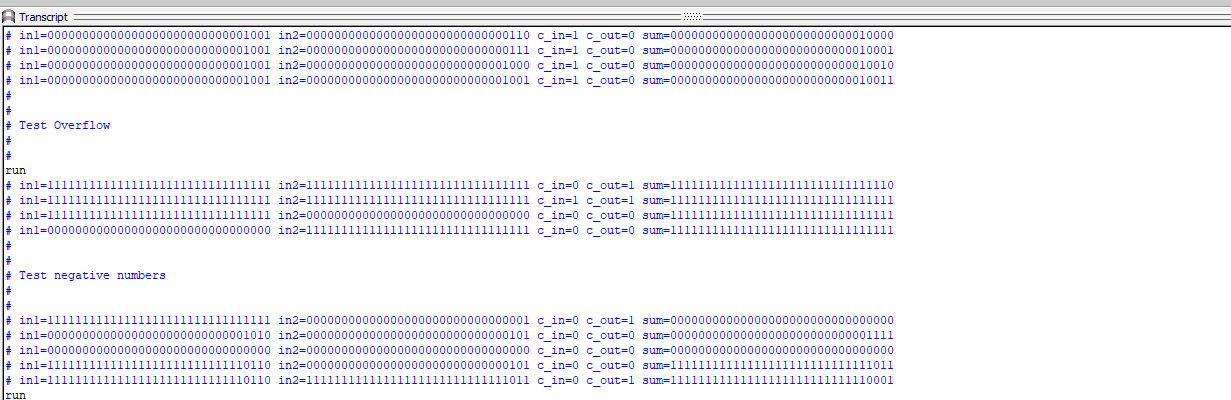 Transcript
# in1=00000000000000000000000000001001 in2=00000000000000000000000000000110 c_in=1 c_out=0 sum=00000000000000000000000000010000
# in1=00000000000000000000000000001001 in2=00000000000000000000000000000111 c_in=1 c_out=0 sum=00000000000000000000000000010001
# in1=00000000000000000000000000001001 in2=00000000000000000000000000001000 c_in=1 c_out=0 sum=00000000000000000000000000010010
# in1=00000000000000000000000000001001 in2=00000000000000000000000000001001 c_in=1 c_out=0 sum=00000000000000000000000000010011
#
#
# Test Overflow
#
#
run
# in1=11111111111111111111111111111111 in2=11111111111111111111111111111111 c_in=0 c_out=1 sum=11111111111111111111111111111110
# in1=11111111111111111111111111111111 in2=11111111111111111111111111111111 c_in=1 c_out=1 sum=11111111111111111111111111111111
# in1=11111111111111111111111111111111 in2=00000000000000000000000000000000 c_in=0 c_out=0 sum=11111111111111111111111111111111
# in1=00000000000000000000000000000000 in2=11111111111111111111111111111111 c_in=0 c_out=0 sum=11111111111111111111111111111111
#
#
# Test negative numbers
#
#
# in1=11111111111111111111111111111111 in2=00000000000000000000000000000001 c_in=0 c_out=1 sum=00000000000000000000000000000000
# in1=00000000000000000000000000001010 in2=00000000000000000000000000000101 c_in=0 c_out=0 sum=00000000000000000000000000001111
# in1=00000000000000000000000000000000 in2=00000000000000000000000000000000 c_in=0 c_out=0 sum=00000000000000000000000000000000
# in1=11111111111111111111111111110110 in2=00000000000000000000000000000101 c_in=0 c_out=0 sum=11111111111111111111111111111011
# in1=11111111111111111111111111110110 in2=11111111111111111111111111111011 c_in=0 c_out=1 sum=11111111111111111111111111110001
run